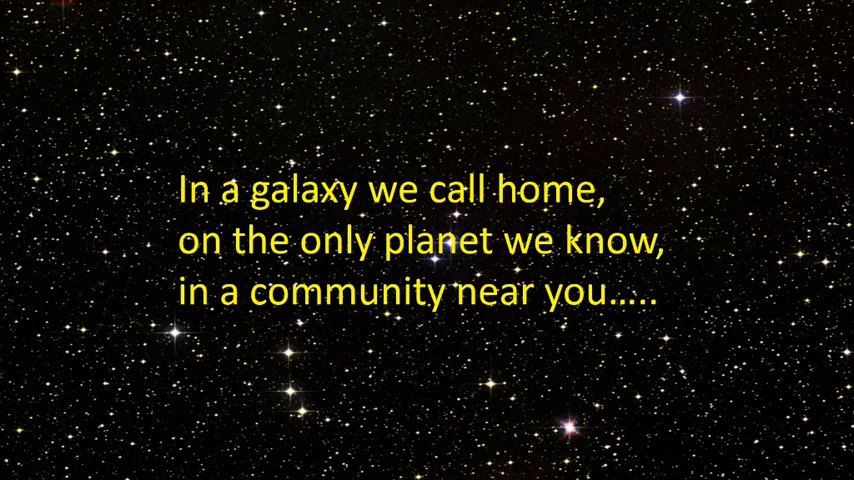 In a galaxy we call home,
on the only planet we know,
in a community near you.....